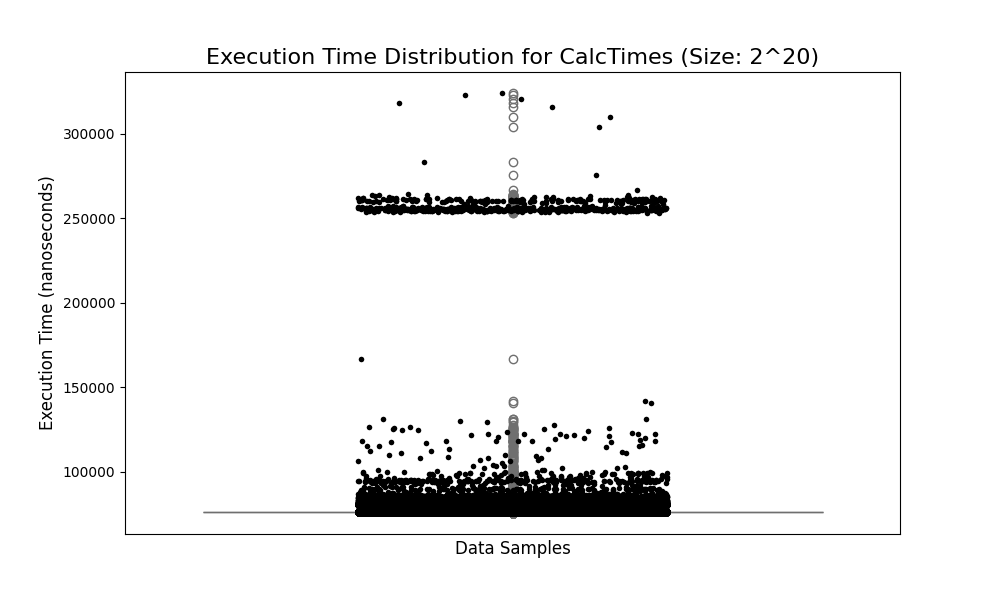 Execution Time Distribution for CalcTimes (Size: 2^20)
Execution Time (nanoseconds)
300000
250000
200000
150000
100000
Data Samples